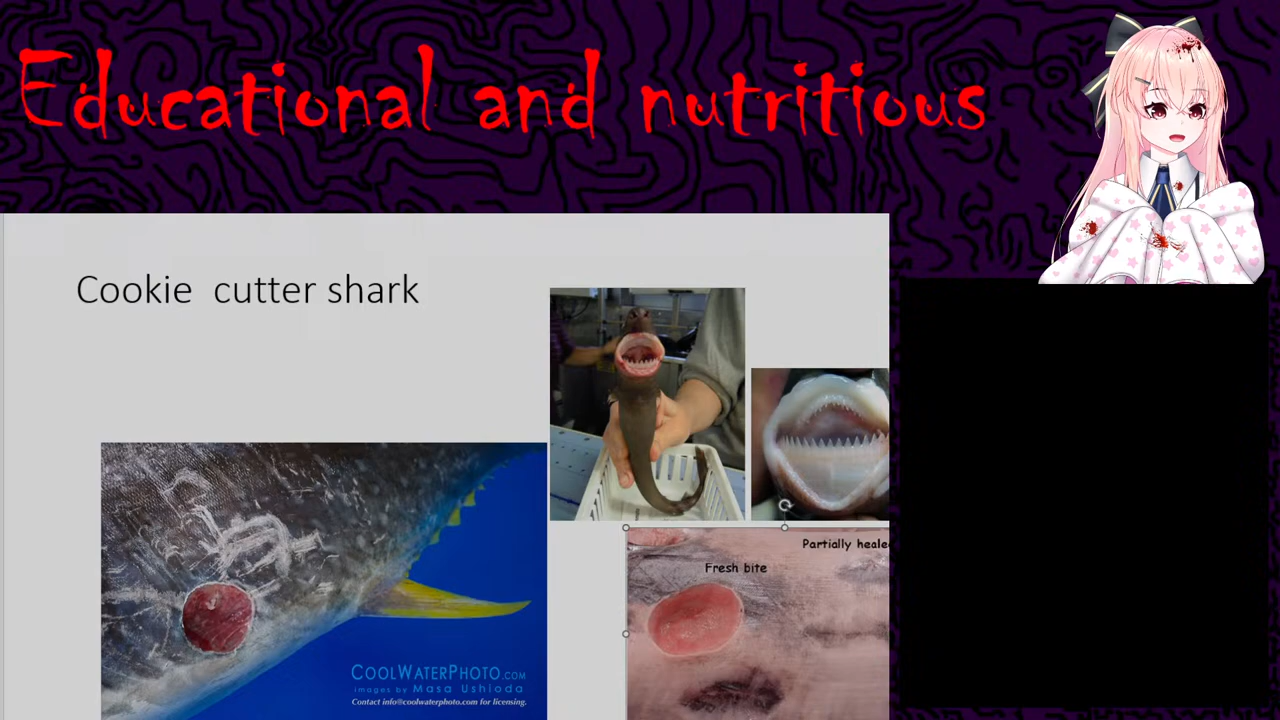 Educational and nutritious
Cookie cutter shark
Partially heale
Fresh bite
COOLWATERPHOTO.COM
images by Masa Ushioda
Contact info@coolwaterphoto.com for licensing.